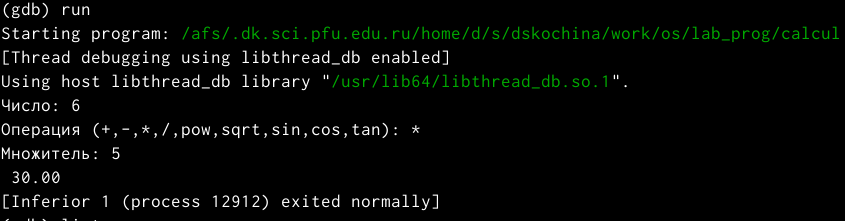 (gdb) run
Starting program: /afs/.dk.sci.pfu.edu.ru/home/d/s/dskochina/work/os/lab_prog/calcul
[Thread debugging using libthread_db enabled]
Using host libthread_db library "/usr/lib64/libthread_db.so.1".
Число: 6
Операция (+,-,*,/,pow,sqrt,sin,cos,tan): *
Множитель: 5
 30.00
[Inferior 1 (process 12912) exited normally]